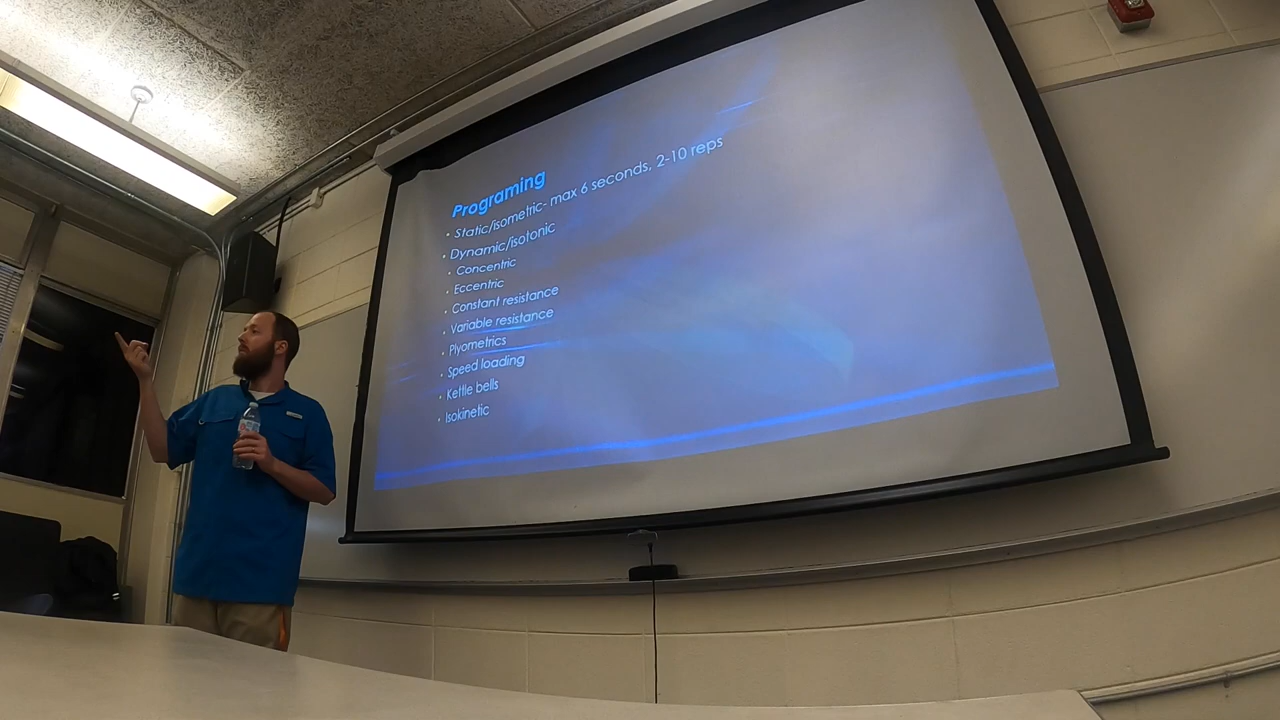 Programing
Static/isometric- max 6 seconds, 2-10 reps
Dynamic/isotonic
Concentric
Eccentric
Constant resistance
Variable resistance
Plyometrics
Speed loading
Kettle bells
Isokinetic